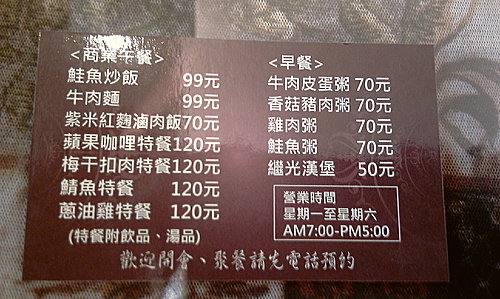 <商業午餐>
鮭魚炒飯 99元
牛肉麵 99元
紫米紅麴滷肉飯70元
蘋果咖哩特餐120元
梅干扣肉特餐120元
鯖魚特餐 120元
蔥油雞特餐 120元
(特餐附飲品、湯品)
<早餐>
牛肉皮蛋粥 70元
香菇豬肉粥 70元
雞肉粥 70元
鮭魚粥 70元
繼光漢堡 50元
營業時間
星期一至星期六
AM7:00-PM5:00
歡迎開會、聚餐請先電話預約